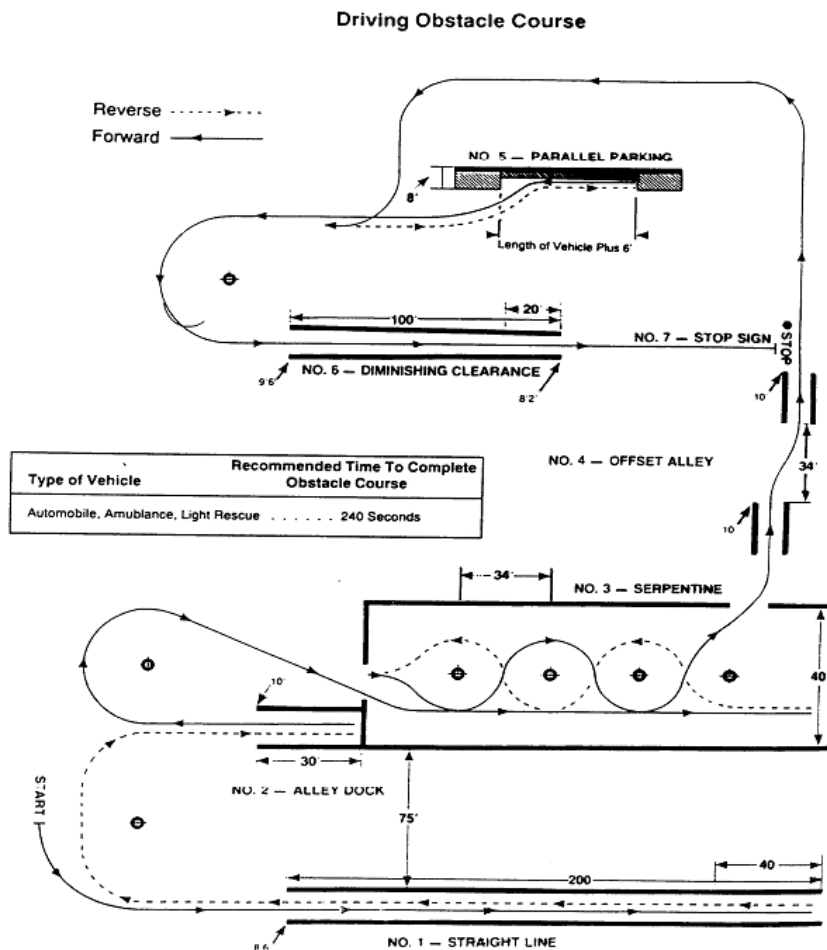 Driving Obstacle Course
Reverse
Forward
NO. 5 — PARALLEL PARKING
8'
Length of Vehicle Plus 6'
20'
100'
NO. 7 — STOP SIGN
STOP
NO. 6 — DIMINISHING CLEARANCE
9'6"
8'2"
10'
NO. 4 — OFFSET ALLEY
34'
Type of Vehicle
Recommended Time To Complete
Obstacle Course
Automobile, Amublance, Light Rescue . . . . . . 240 Seconds
10'
34'
NO. 3 — SERPENTINE
40'
10'
30'
START
NO. 2 — ALLEY DOCK
75'
40'
200
8'6"
NO. 1 — STRAIGHT LINE